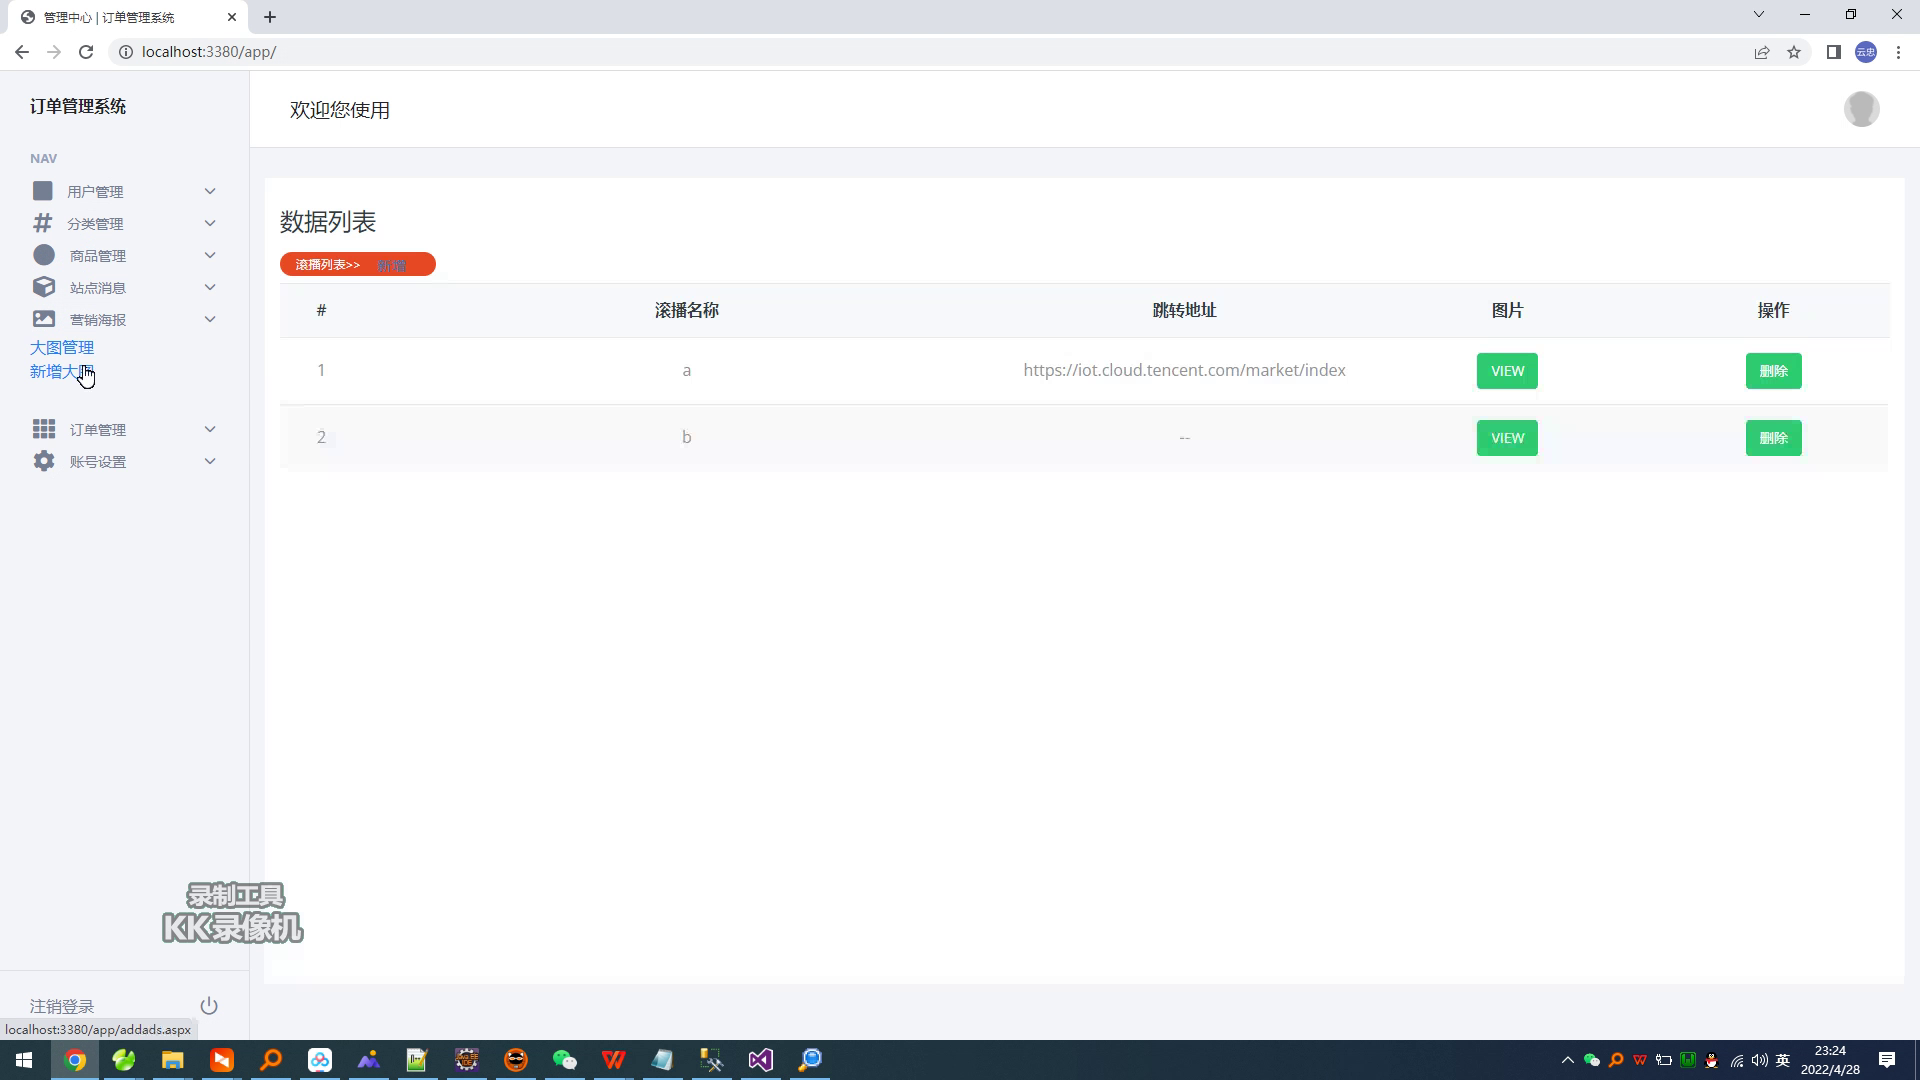 管理中心 | 订单管理系统
localhost:3380/app/
云忠
订单管理系统
欢迎您使用
NAV
用户管理
分类管理
商品管理
站点消息
营销海报
大图管理
新增大图
订单管理
账号设置
数据列表
滚播列表>> 新增
# 滚播名称 跳转地址 图片 操作
1 a https://iot.cloud.tencent.com/market/index VIEW 删除
2 b -- VIEW 删除
录制工具
KK录像机
注销登录
localhost:3380/app/addads.aspx
英
23:24
2022/4/28